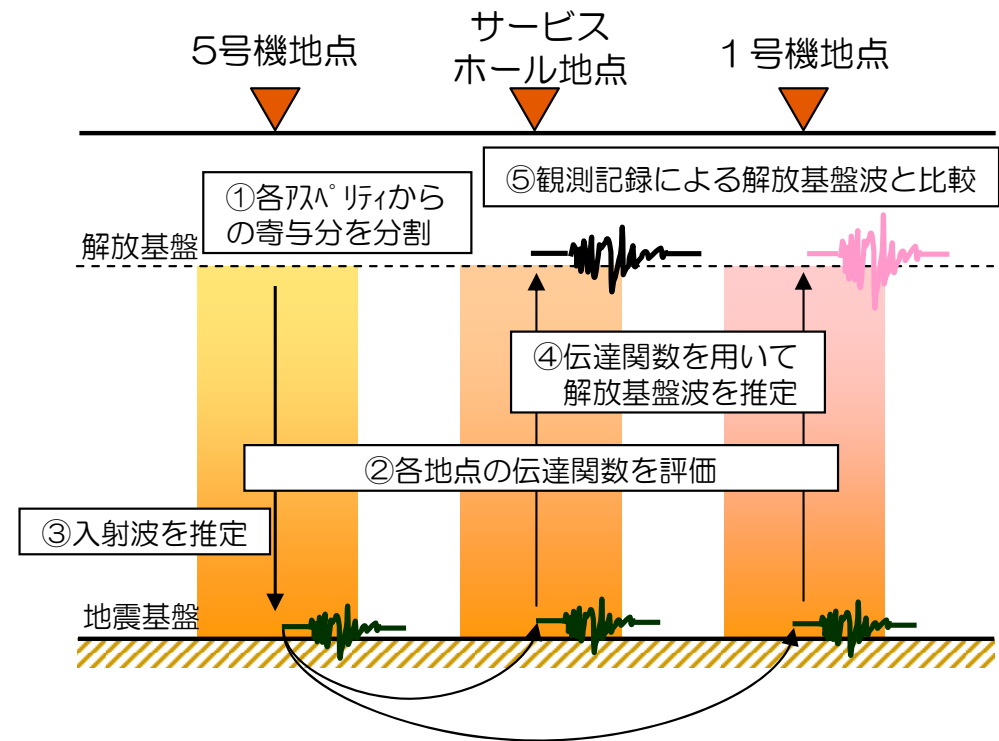 5号機地点
サービス
ホール地点
1号機地点
①各ｱｽﾍﾟﾘﾃｨから
の寄与分を分割
⑤観測記録による解放基盤波と比較
解放基盤
④伝達関数を用いて
解放基盤波を推定
②各地点の伝達関数を評価
③入射波を推定
地震基盤